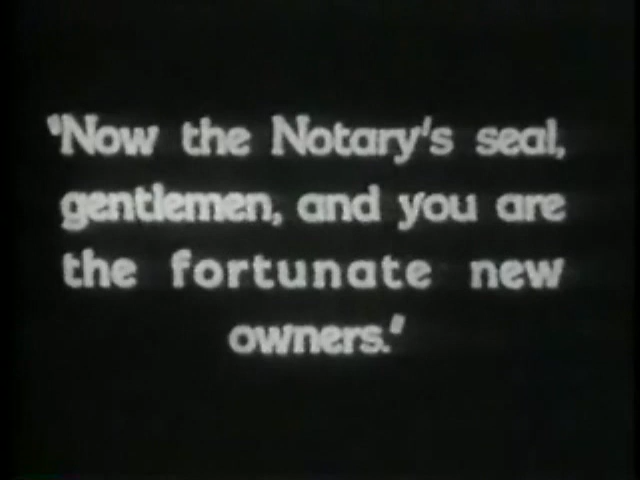 "Now the Notary's seal,
gentlemen, and you are
the fortunate new
owners."